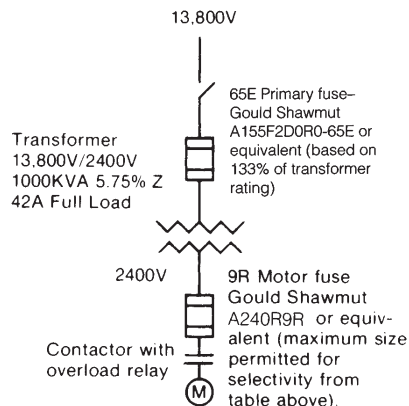 13,800V
65E Primary fuse–
Gould Shawmut
A155F2D0R0-65E or
equivalent (based on
133% of transformer
rating)
Transformer
13,800V/2400V
1000KVA 5.75% Z
42A Full Load
2400V
9R Motor fuse
Gould Shawmut
A240R9R or equiv-
alent (maximum size
permitted for
selectivity from
table above).
Contactor with
overload relay
M